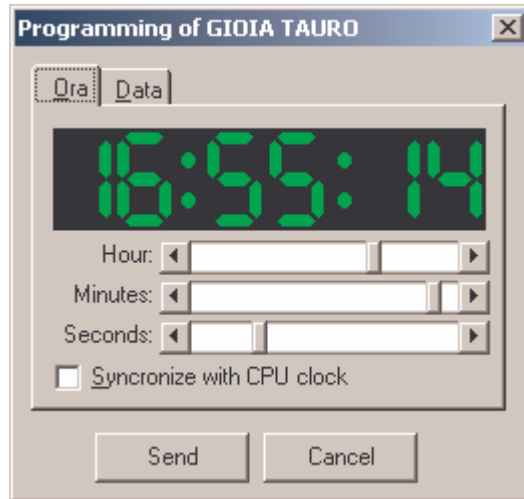 Programming of GIOIA TAURO
Ora Data
16:55:14
Hour:
Minutes:
Seconds:
Syncronize with CPU clock
Send Cancel